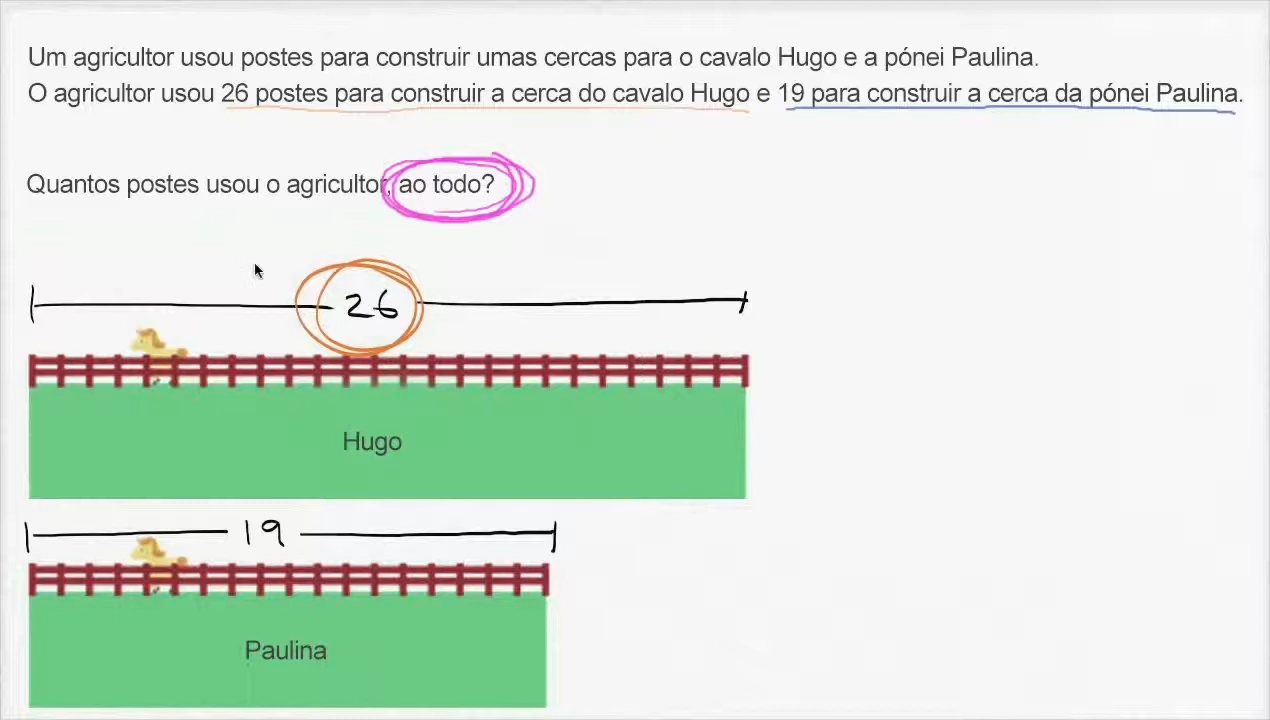 Um agricultor usou postes para construir umas cercas para o cavalo Hugo e a pónei Paulina.
O agricultor usou 26 postes para construir a cerca do cavalo Hugo e 19 para construir a cerca da pónei Paulina.
Quantos postes usou o agricultor, ao todo?
26
Hugo
19
Paulina